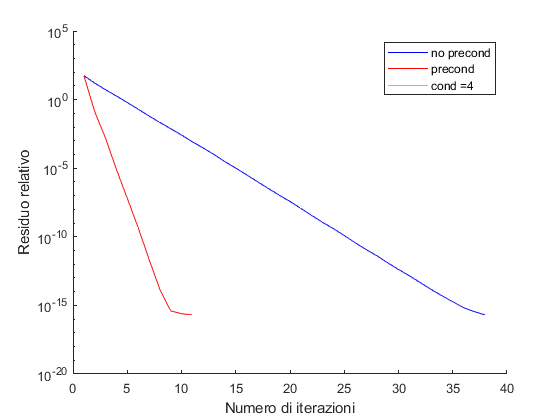 10^5
10^0
10^-5
10^-10
10^-15
10^-20
Residuo relativo
no precond
precond
cond =4
0 5 10 15 20 25 30 35 40
Numero di iterazioni